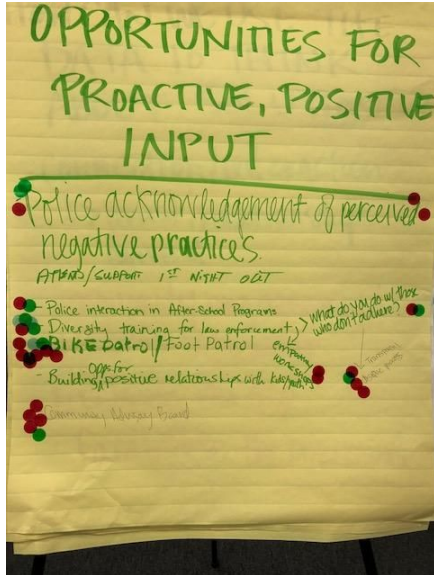 OPPORTUNITIES FOR
PROACTIVE, POSITIVE
INPUT
Police acknowledgement of perceived
negative practices.
ATTEND/SUPPORT 1ST NIGHT OUT
- Police interaction in After-School Programs
- Diversity training for law enforcement
what do you do w/ those
who don't adhere?
- BIKE Patrol/Foot Patrol
empathy
workshops
opps for
- Building positive relationships with kids/youth
Community Advisory Board